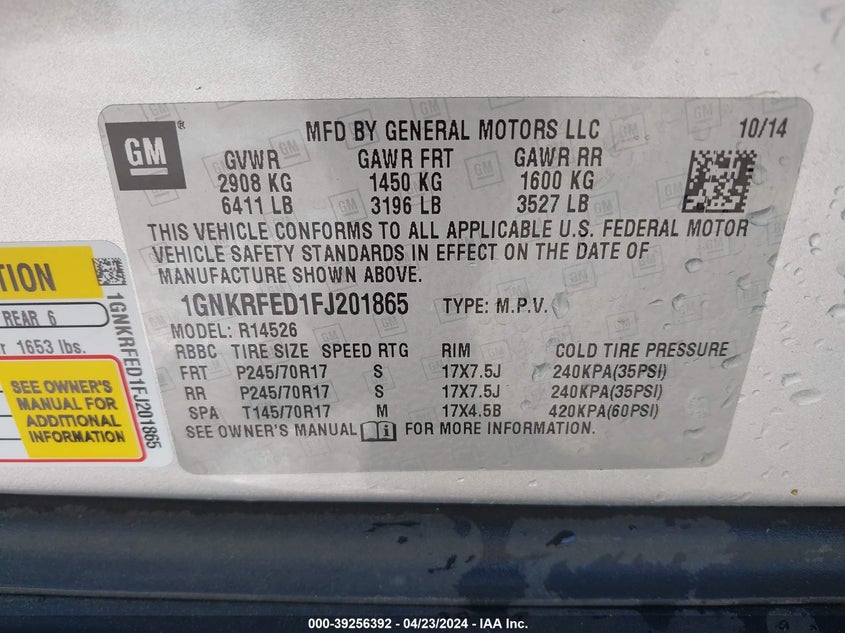 GM
MFD BY GENERAL MOTORS LLC 10/14
GVWR GAWR FRT GAWR RR
2908 KG 1450 KG 1600 KG
6411 LB 3196 LB 3527 LB
THIS VEHICLE CONFORMS TO ALL APPLICABLE U.S. FEDERAL MOTOR
VEHICLE SAFETY STANDARDS IN EFFECT ON THE DATE OF
MANUFACTURE SHOWN ABOVE.
1GNKRFED1FJ201865 TYPE: M.P.V.
MODEL: R14526
RBBC TIRE SIZE SPEED RTG RIM COLD TIRE PRESSURE
FRT P245/70R17 S 17X7.5J 240KPA(35PSI)
RR P245/70R17 S 17X7.5J 240KPA(35PSI)
SPA T145/70R17 M 17X4.5B 420KPA(60PSI)
SEE OWNER'S MANUAL FOR MORE INFORMATION.
REAR 6
1653 lbs.
SEE OWNER'S
MANUAL FOR
ADDITIONAL
INFORMATION
1GNKRFED1FJ201865
000-39256392 - 04/23/2024 - IAA Inc.